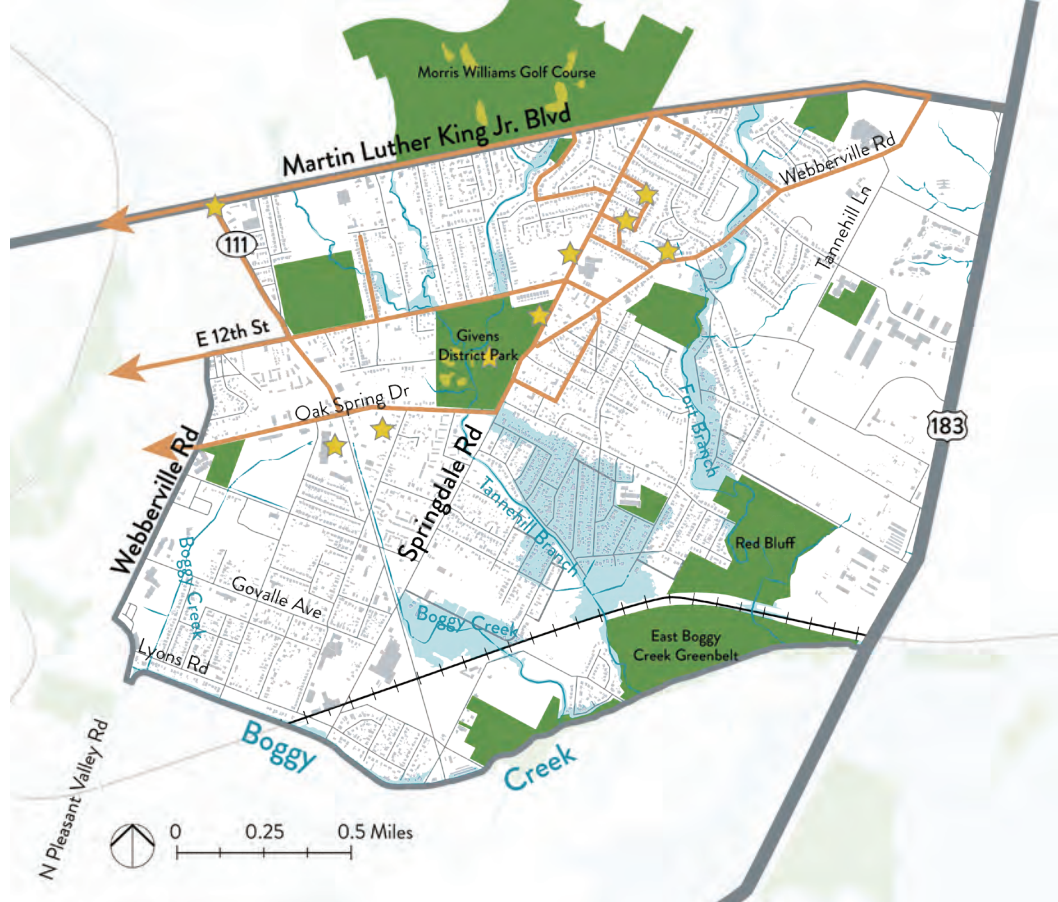 Morris Williams Golf Course
Martin Luther King Jr. Blvd
Webberville Rd
Tannehill Ln
111
E 12th St
Givens
District Park
Oak Spring Dr
183
Fort Branch
Webberville Rd
Springdale Rd
Tannehill Branch
Red Bluff
Boggy Creek
Govalle Ave
Boggy Creek
East Boggy
Creek Greenbelt
Lyons Rd
Boggy
Creek
N Pleasant Valley Rd
0 0.25 0.5 Miles